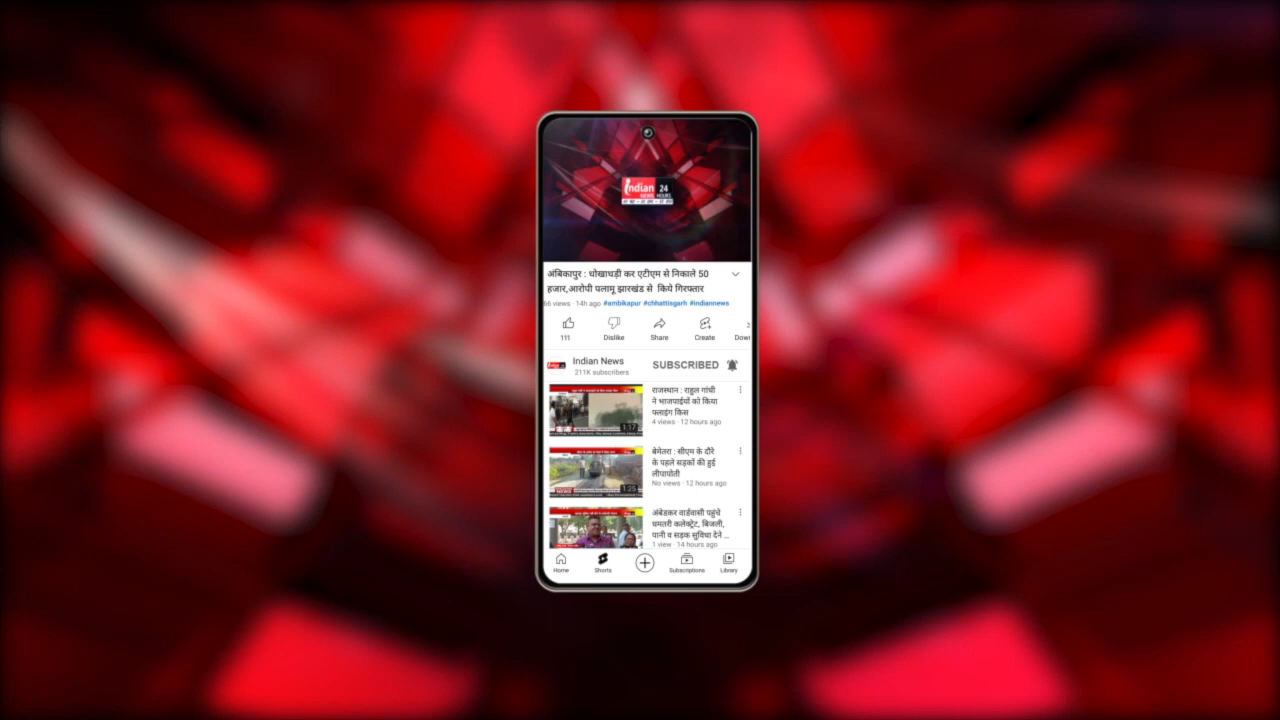 indian
NEWS
24
HOURS
अंबिकापुर : धोखाधड़ी कर एटीएम से निकाले 50
हजार,आरोपी पलामू झारखंड से किये गिरफ्तार
66 views · 14h ago #ambikapur #chhattisgarh #indiannews
111
Dislike
Share
Create
Dowi
Indian News
211K subscribers
SUBSCRIBED
राजस्थान : राहुल गांधी
ने भाजपाईयों को किया
फ्लाइंग किस
4 views · 12 hours ago
1:17
बेमेतरा : सीएम के दौरे
के पहले सड़कों की हुई
लीपापोती
No views · 12 hours ago
1:25
अंबेडकर वार्डवासी पहुंचे
धमतरी कलेक्ट्रेट, बिजली,
पानी व सड़क सुविधा देने ...
1 view · 14 hours ago
Home
Shorts
Subscriptions
Library